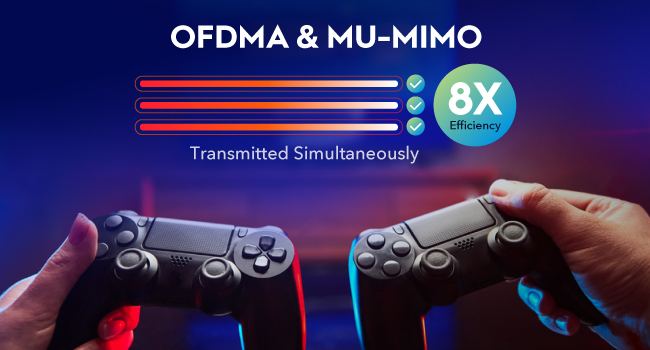 OFDMA & MU-MIMO
8X
Efficiency
Transmitted Simultaneously